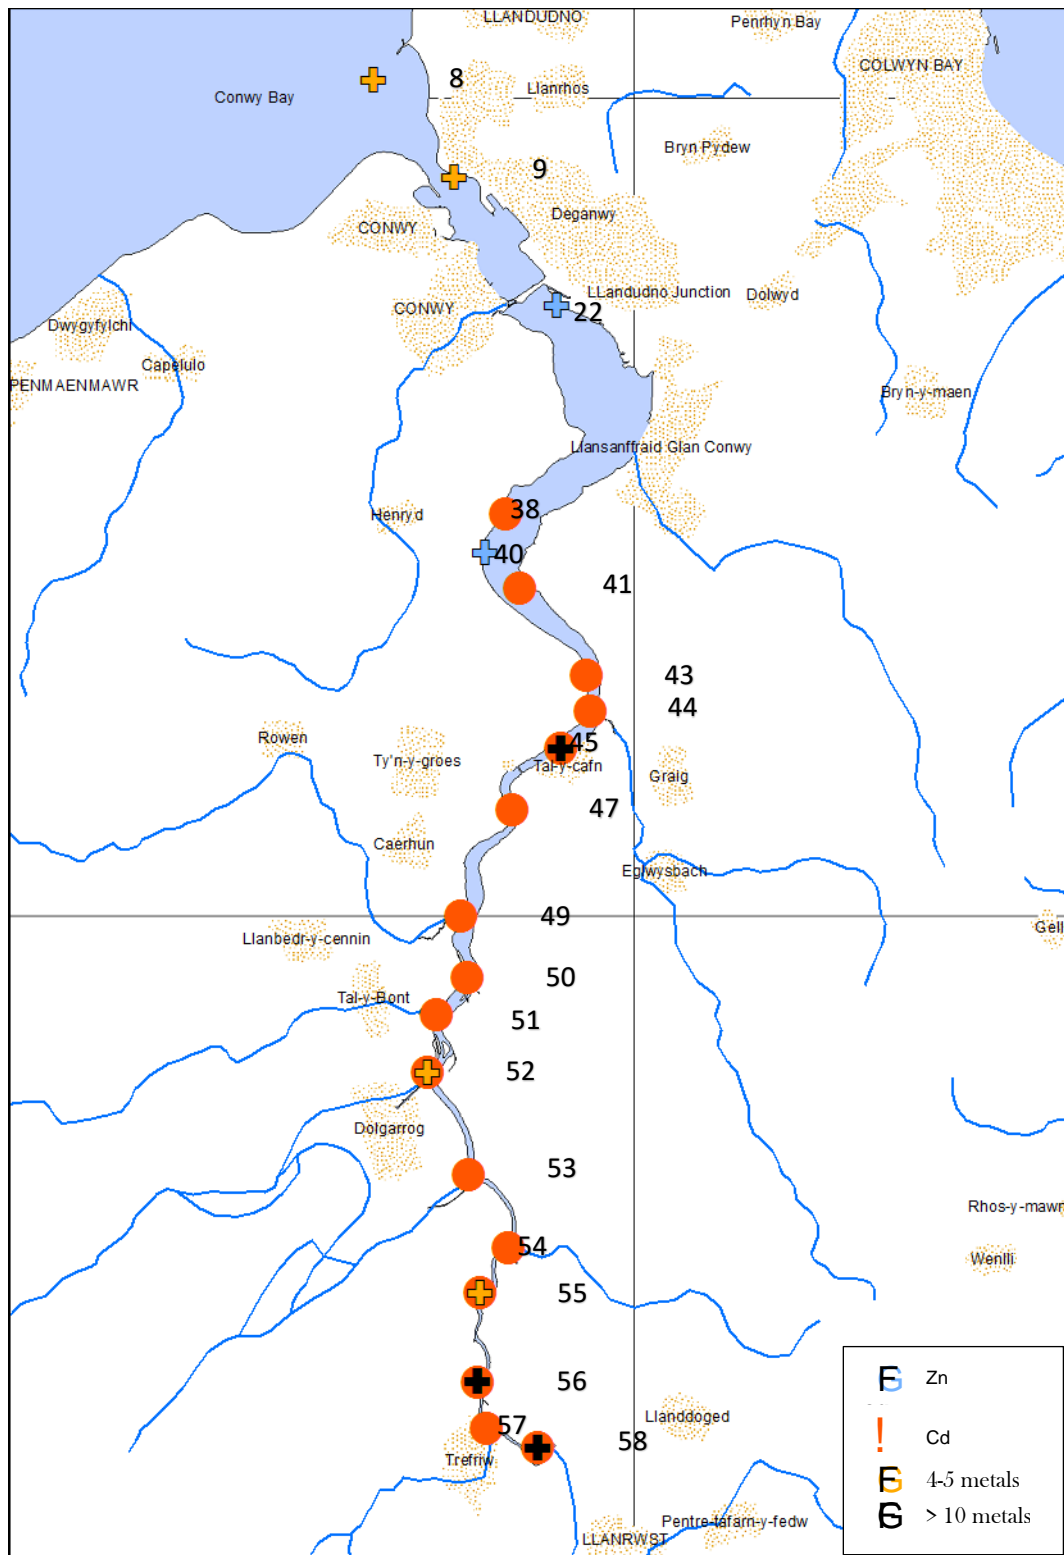 LLANDUDNO
Penrhyn Bay
COLWYN BAY
8
Llanrhos
Conwy Bay
Bryn Pydew
9
Deganwy
CONWY
LLandudno Junction
Dolwyd
CONWY
22
Dwygyfylchi
Capelulo
PENMAENMAWR
Bryn-y-maen
Llansanffraid Glan Conwy
38
Henryd
40
41
43
44
Rowen
45
Ty'n-y-groes
Tal-y-cafn
Graig
47
Caerhun
Eglwysbach
49
Llanbedr-y-cennin
Gell
50
Tal-y-Bont
51
52
Dolgarrog
53
Rhos-y-mawr
54
Wenlli
55
56
Zn
Llanddoged
57
58
Cd
Trefriw
4-5 metals
> 10 metals
Pentre-tafarn-y-fedw
LLANRWST